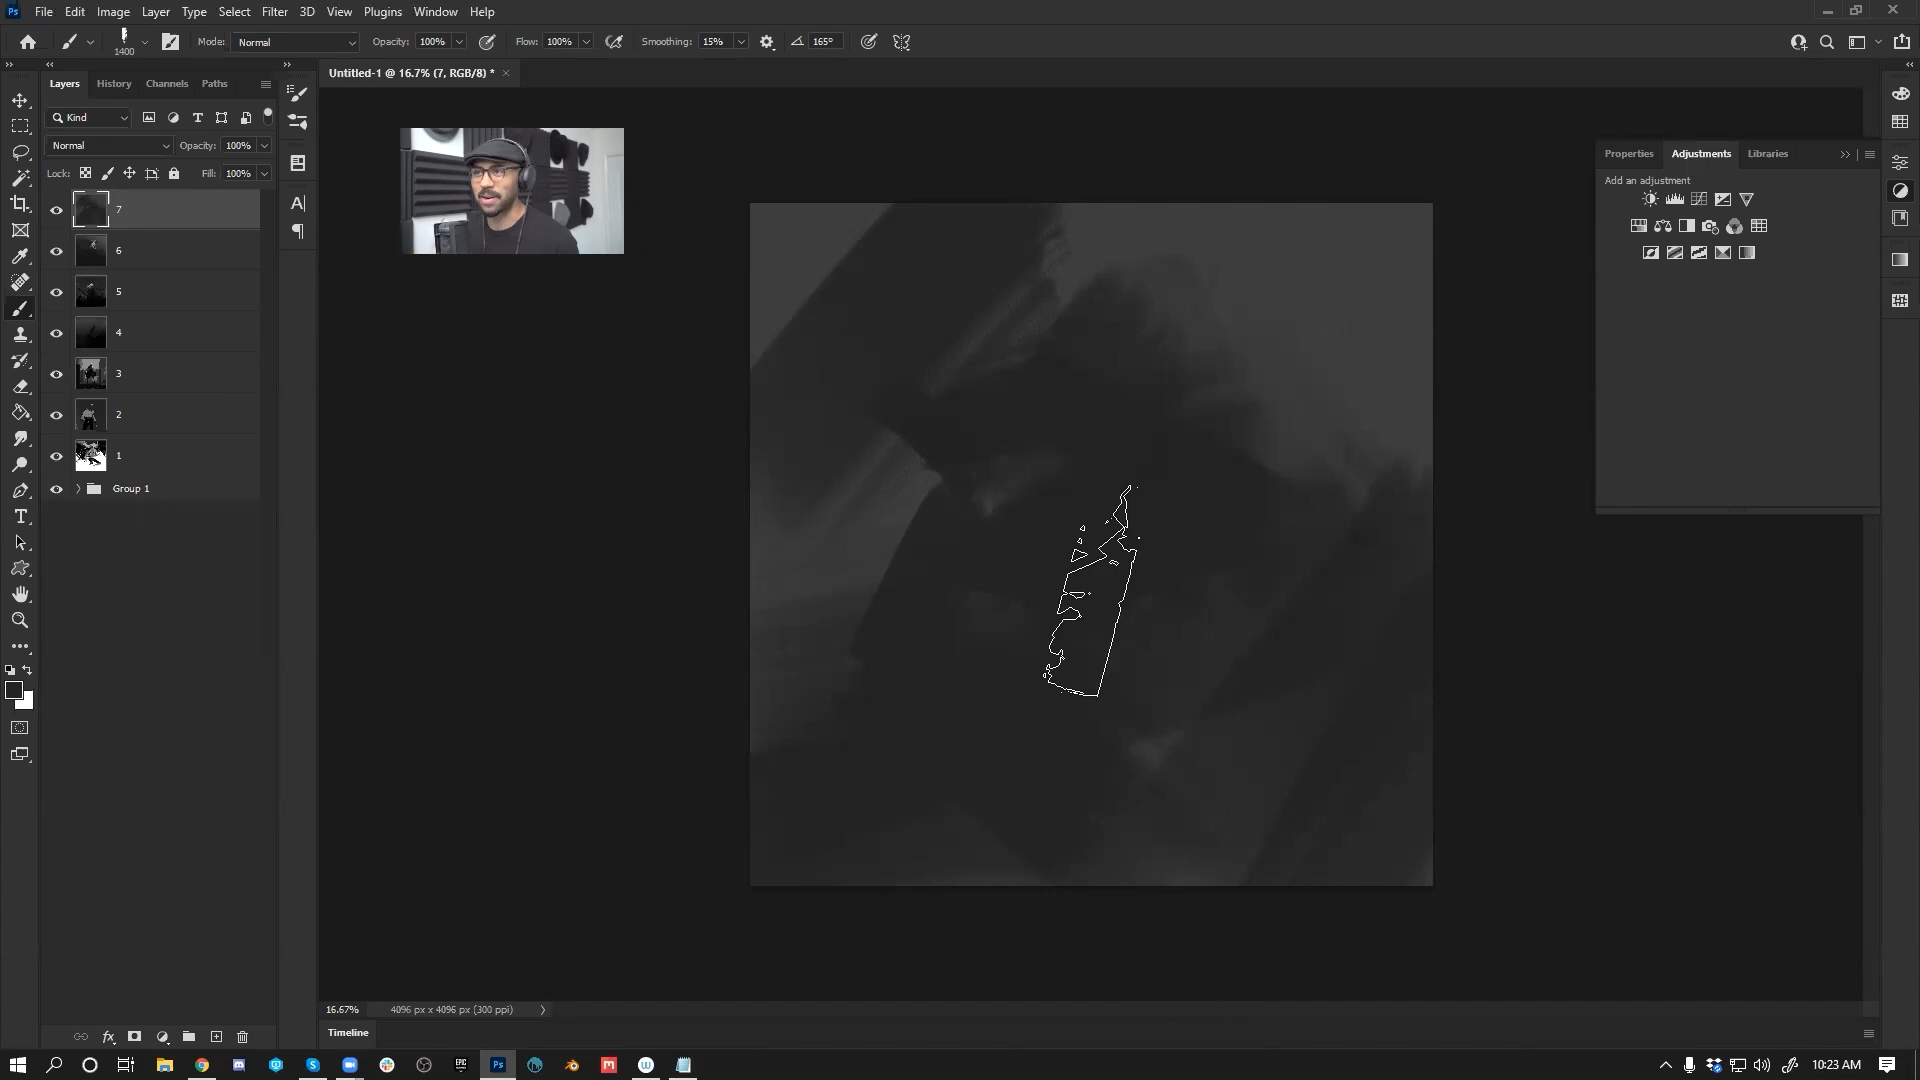 Ps File Edit Image Layer Type Select Filter 3D View Plugins Window Help
1400 Mode: Normal Opacity: 100% Flow: 100% Smoothing: 15% 165°
Layers History Channels Paths
Untitled-1 @ 16.7% (7, RGB/8) *
Kind
Normal Opacity: 100%
Lock: Fill: 100%
7
6
5
4
3
2
1
Group 1
Properties Adjustments Libraries
Add an adjustment
16.67% 4096 px x 4096 px (300 ppi)
Timeline
10:23 AM